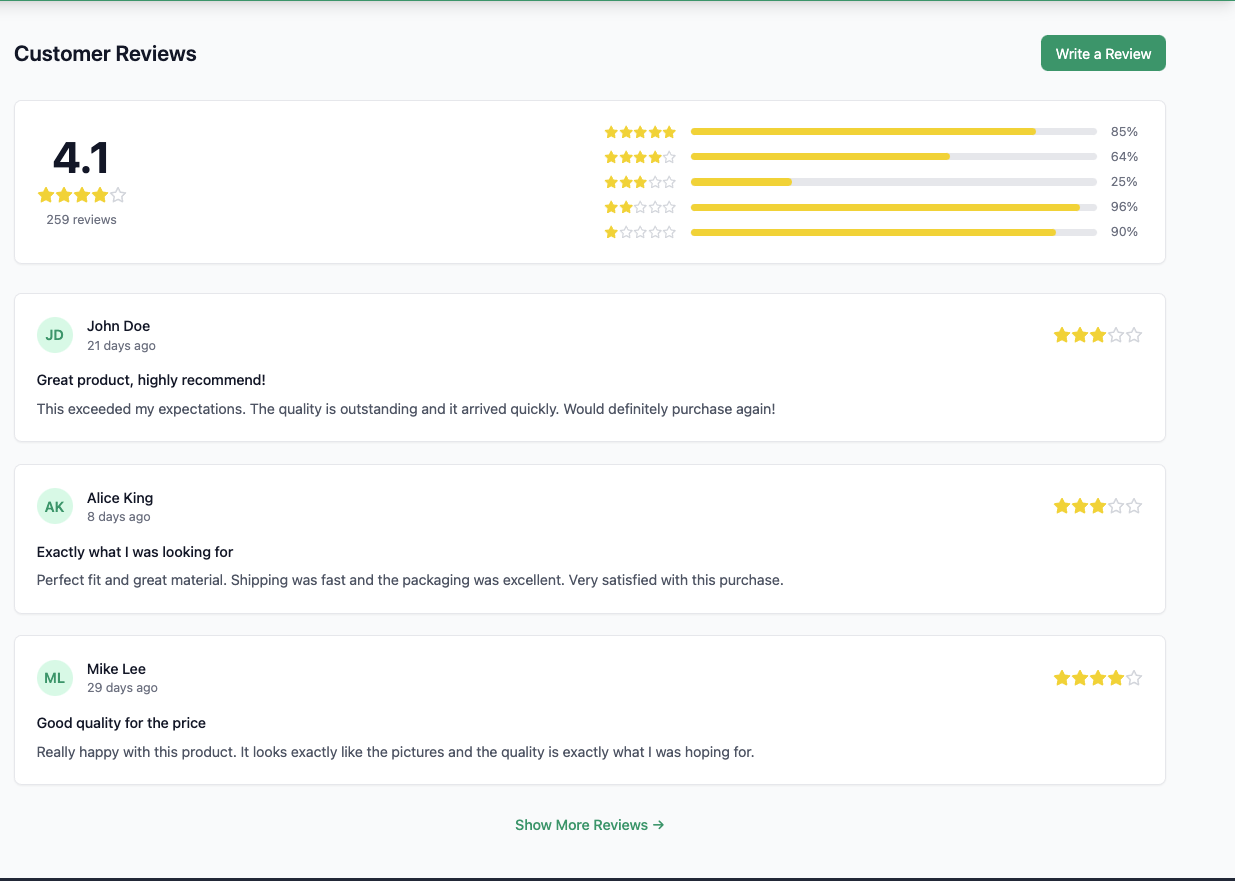 Customer Reviews
Write a Review
4.1
259 reviews
85%
64%
25%
96%
90%
JD
John Doe
21 days ago
Great product, highly recommend!
This exceeded my expectations. The quality is outstanding and it arrived quickly. Would definitely purchase again!
AK
Alice King
8 days ago
Exactly what I was looking for
Perfect fit and great material. Shipping was fast and the packaging was excellent. Very satisfied with this purchase.
ML
Mike Lee
29 days ago
Good quality for the price
Really happy with this product. It looks exactly like the pictures and the quality is exactly what I was hoping for.
Show More Reviews →